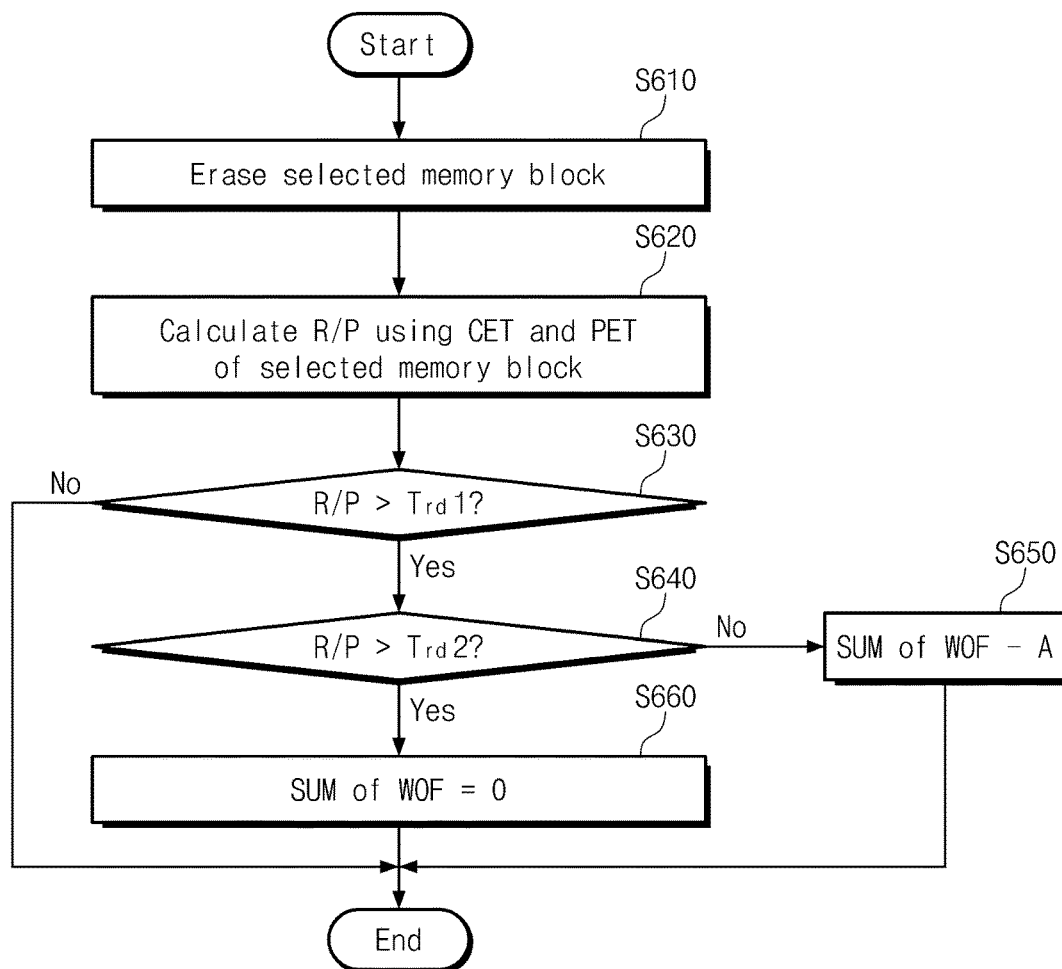 Start
S610
Erase selected memory block
S620
Calculate R/P using CET and PET
of selected memory block
S630
No
R/P > Trd1?
Yes
S640
S650
R/P > Trd2?
No
SUM of WOF - A
Yes
S660
SUM of WOF = 0
End